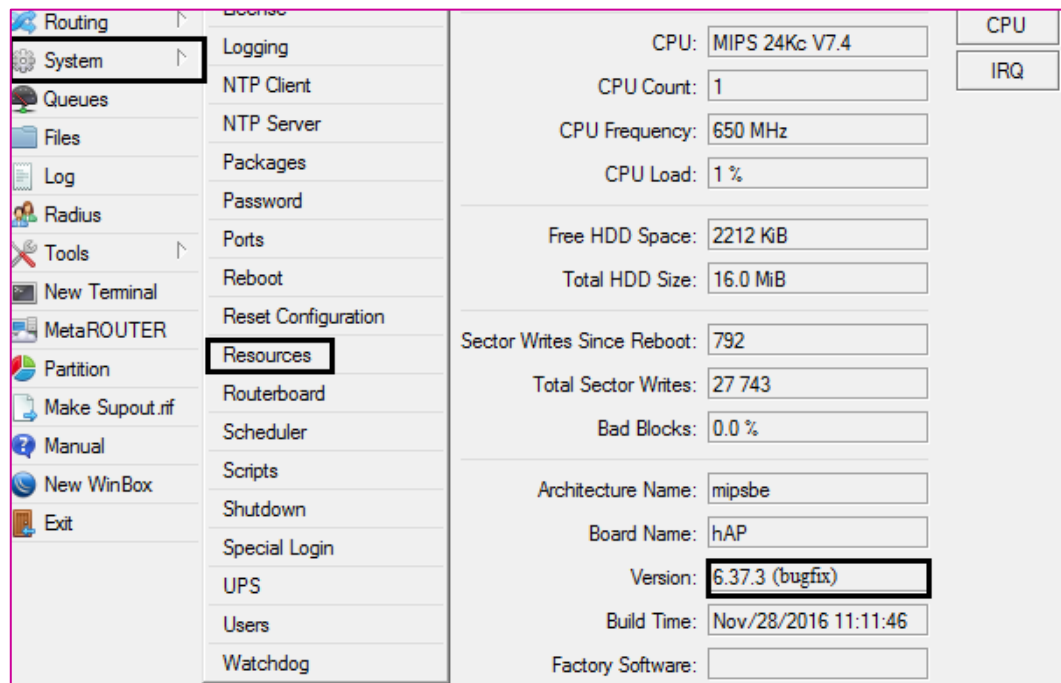 Routing
System
Queues
Files
Log
Radius
Tools
New Terminal
MetaROUTER
Partition
Make Supout.rif
Manual
New WinBox
Exit
License
Logging
NTP Client
NTP Server
Packages
Password
Ports
Reboot
Reset Configuration
Resources
Routerboard
Scheduler
Scripts
Shutdown
Special Login
UPS
Users
Watchdog
CPU: MIPS 24Kc V7.4
CPU Count: 1
CPU Frequency: 650 MHz
CPU Load: 1 %
Free HDD Space: 2212 KiB
Total HDD Size: 16.0 MiB
Sector Writes Since Reboot: 792
Total Sector Writes: 27 743
Bad Blocks: 0.0 %
Architecture Name: mipsbe
Board Name: hAP
Version: 6.37.3 (bugfix)
Build Time: Nov/28/2016 11:11:46
Factory Software:
CPU
IRQ